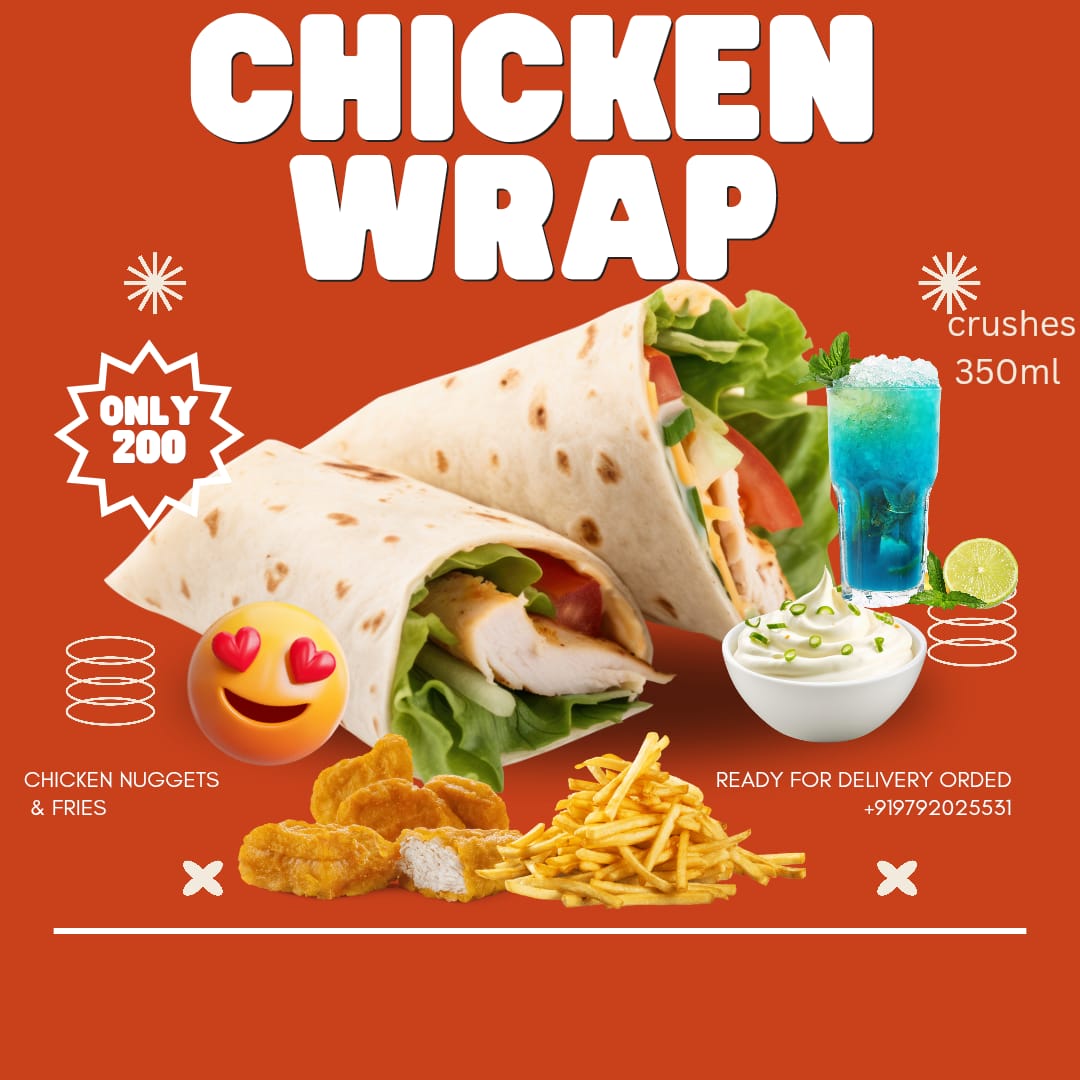 CHICKEN
WRAP
crushes
350ml
ONLY
200
CHICKEN NUGGETS
& FRIES
READY FOR DELIVERY ORDED
+919792025531